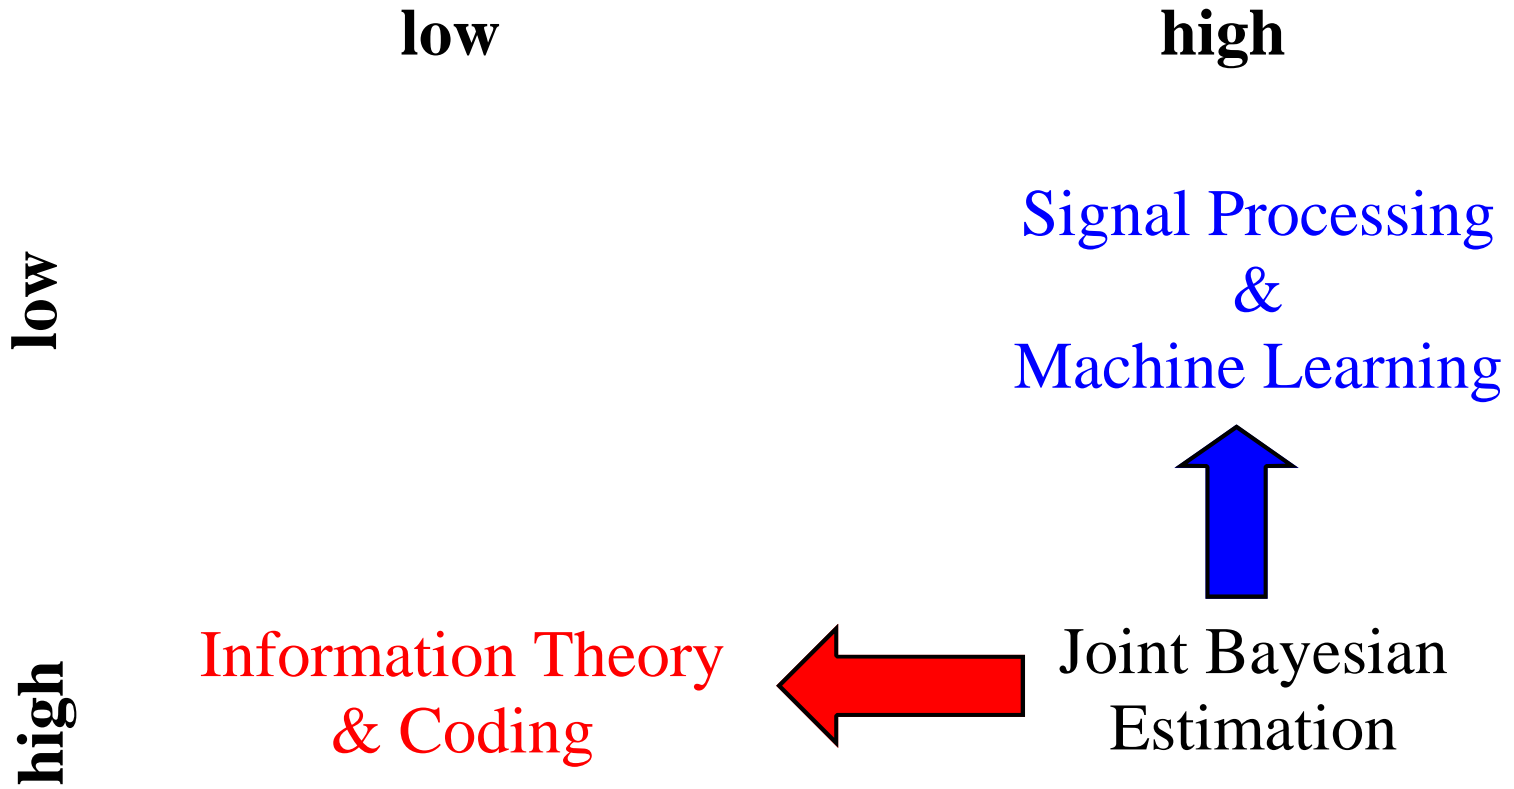 low
high
low
Signal Processing
&
Machine Learning
high
Information Theory
& Coding
Joint Bayesian
Estimation